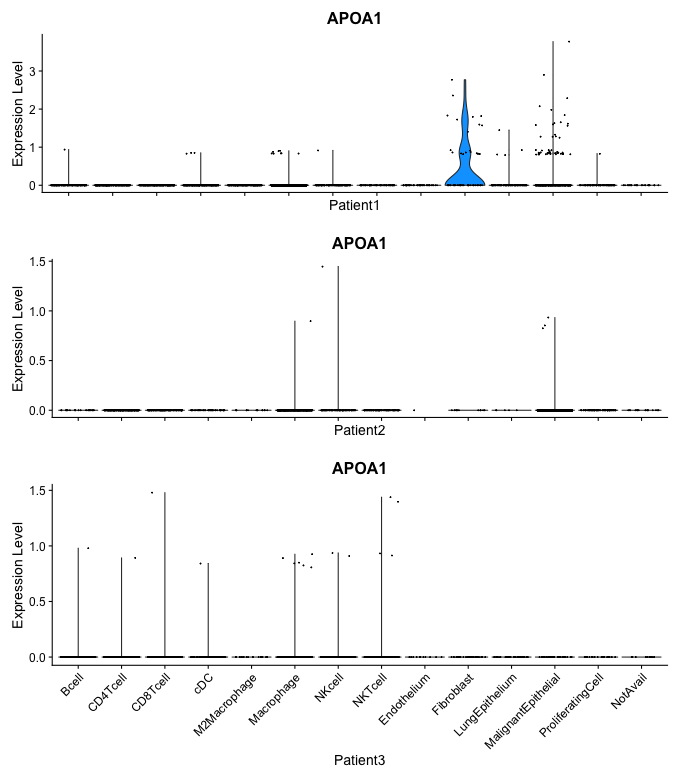 APOA1
Expression Level
3
2
1
0
Patient1
APOA1
Expression Level
1.5
1.0
0.5
0.0
Patient2
APOA1
Expression Level
1.5
1.0
0.5
0.0
Bcell
CD4Tcell
CD8Tcell
cDC
M2Macrophage
Macrophage
NKcell
NKTcell
Endothelium
Fibroblast
LungEpithelium
MalignantEpithelial
ProliferatingCell
NotAvail
Patient3